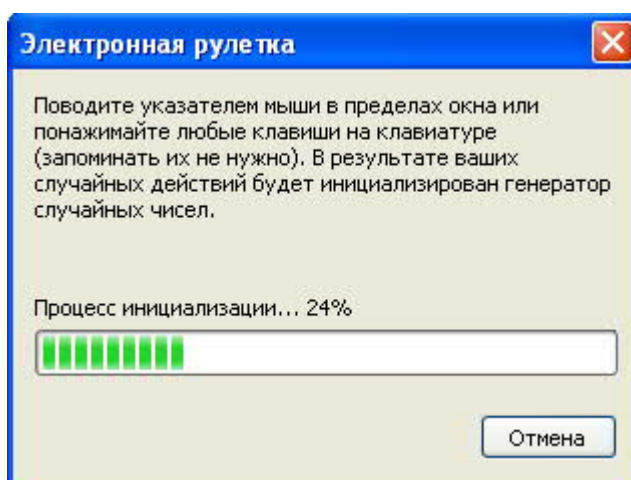 Электронная рулетка
Поводите указателем мыши в пределах окна или
понажимайте любые клавиши на клавиатуре
(запоминать их не нужно). В результате ваших
случайных действий будет инициализирован генератор
случайных чисел.
Процесс инициализации... 24%
Отмена